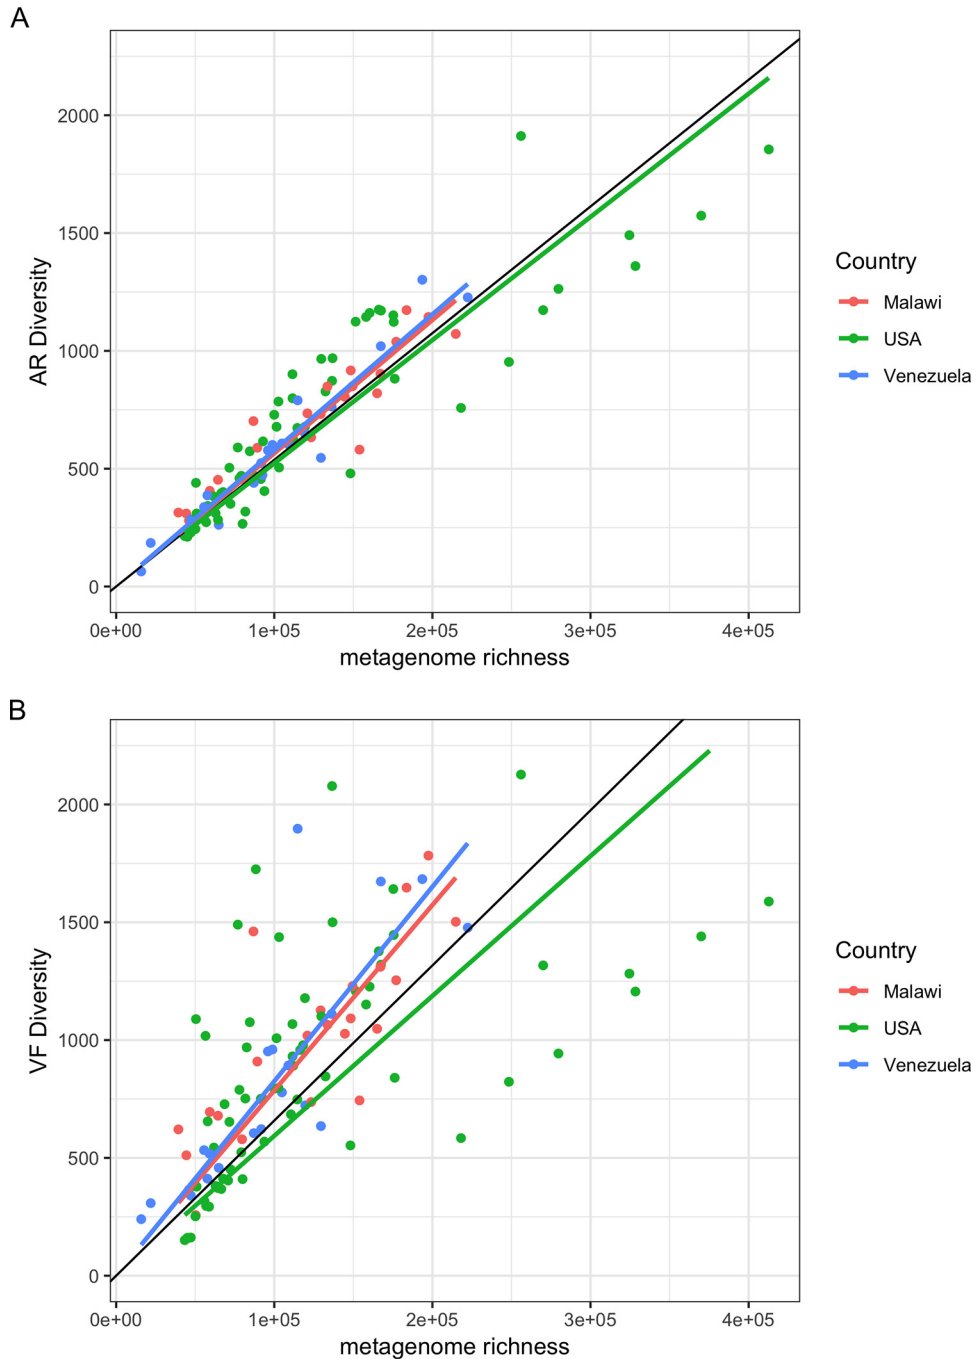 A
AR Diversity
2000
1500
1000
500
0
0e+00 1e+05 2e+05 3e+05 4e+05
metagenome richness
Country
Malawi
USA
Venezuela
B
VF Diversity
2000
1500
1000
500
0
0e+00 1e+05 2e+05 3e+05 4e+05
metagenome richness
Country
Malawi
USA
Venezuela